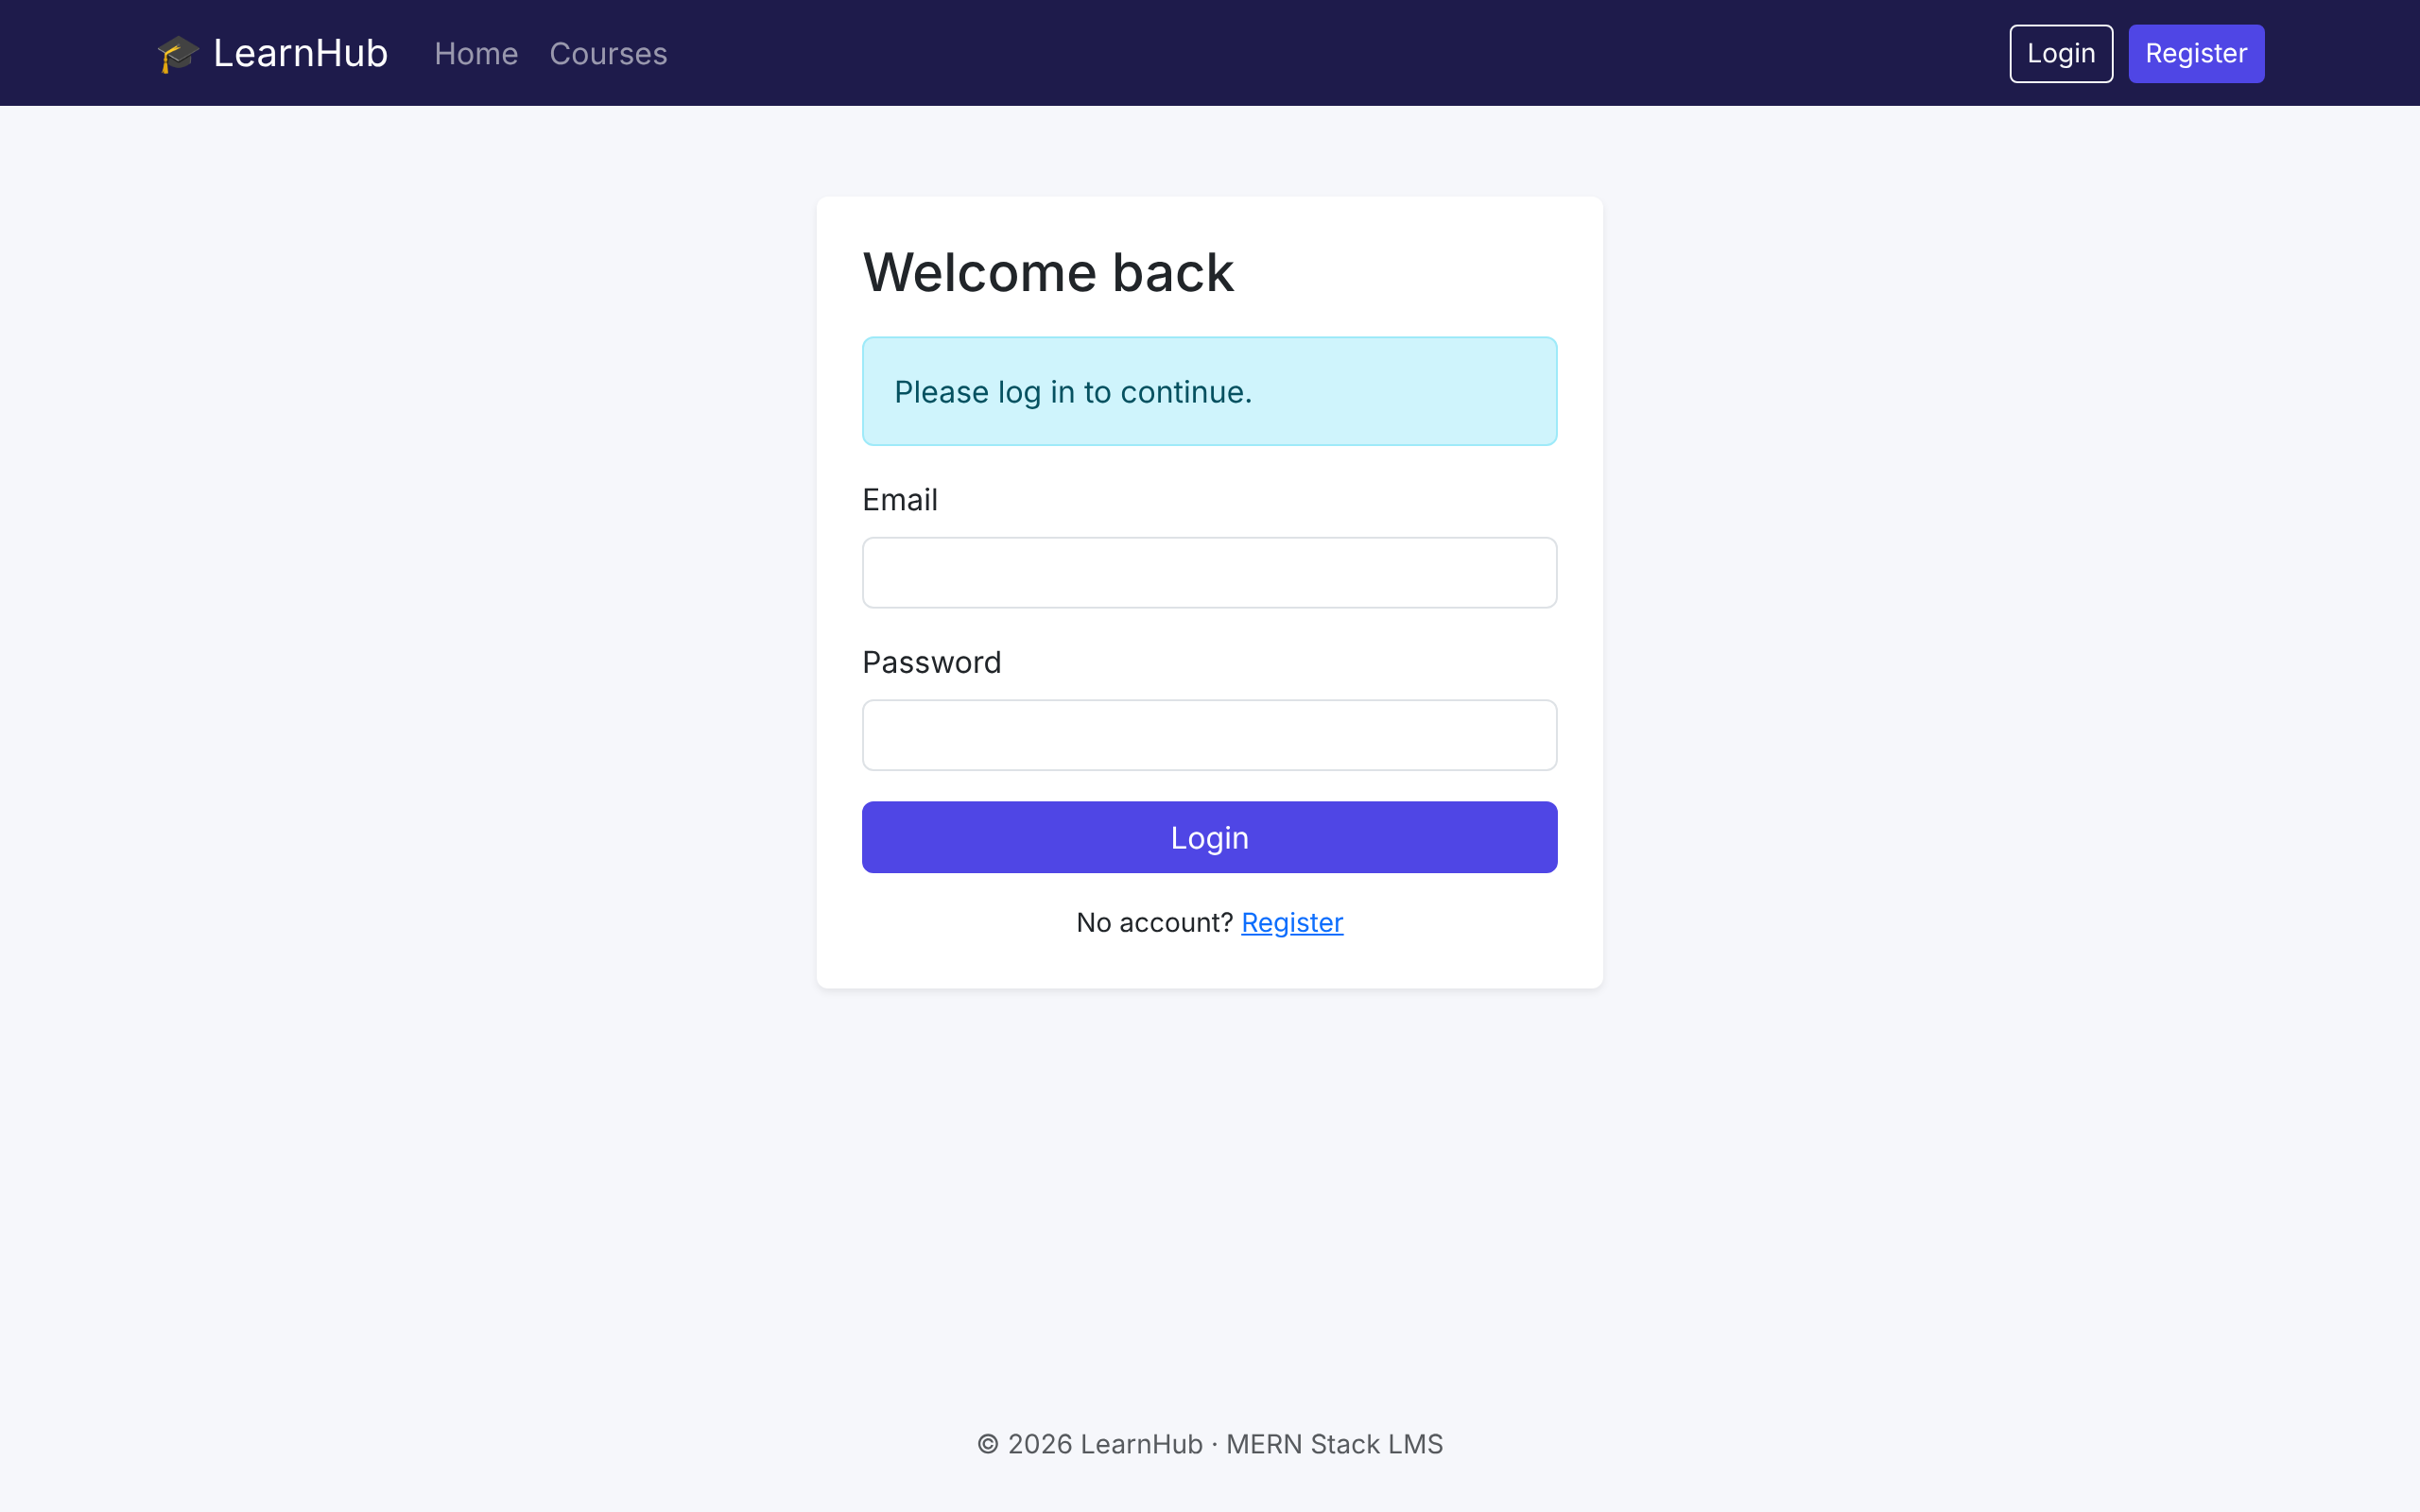 🎓 LearnHub Home Courses Login Register
Welcome back
Please log in to continue.
Email
Password
Login
No account? Register
© 2026 LearnHub · MERN Stack LMS